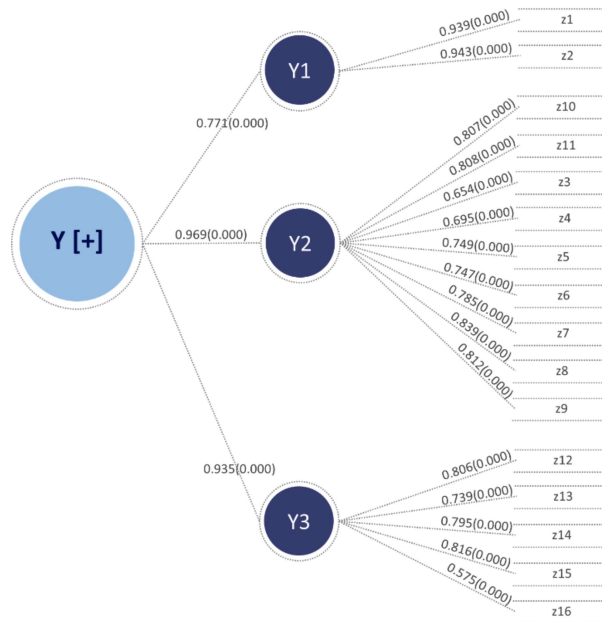 Y [+]
0.771(0.000)
0.969(0.000)
0.935(0.000)
Y1
0.939(0.000)
z1
0.943(0.000)
z2
Y2
0.807(0.000)
z10
0.808(0.000)
z11
0.654(0.000)
z3
0.695(0.000)
z4
0.749(0.000)
z5
0.747(0.000)
z6
0.785(0.000)
z7
0.839(0.000)
z8
0.812(0.000)
z9
Y3
0.806(0.000)
z12
0.739(0.000)
z13
0.795(0.000)
z14
0.816(0.000)
z15
0.575(0.000)
z16